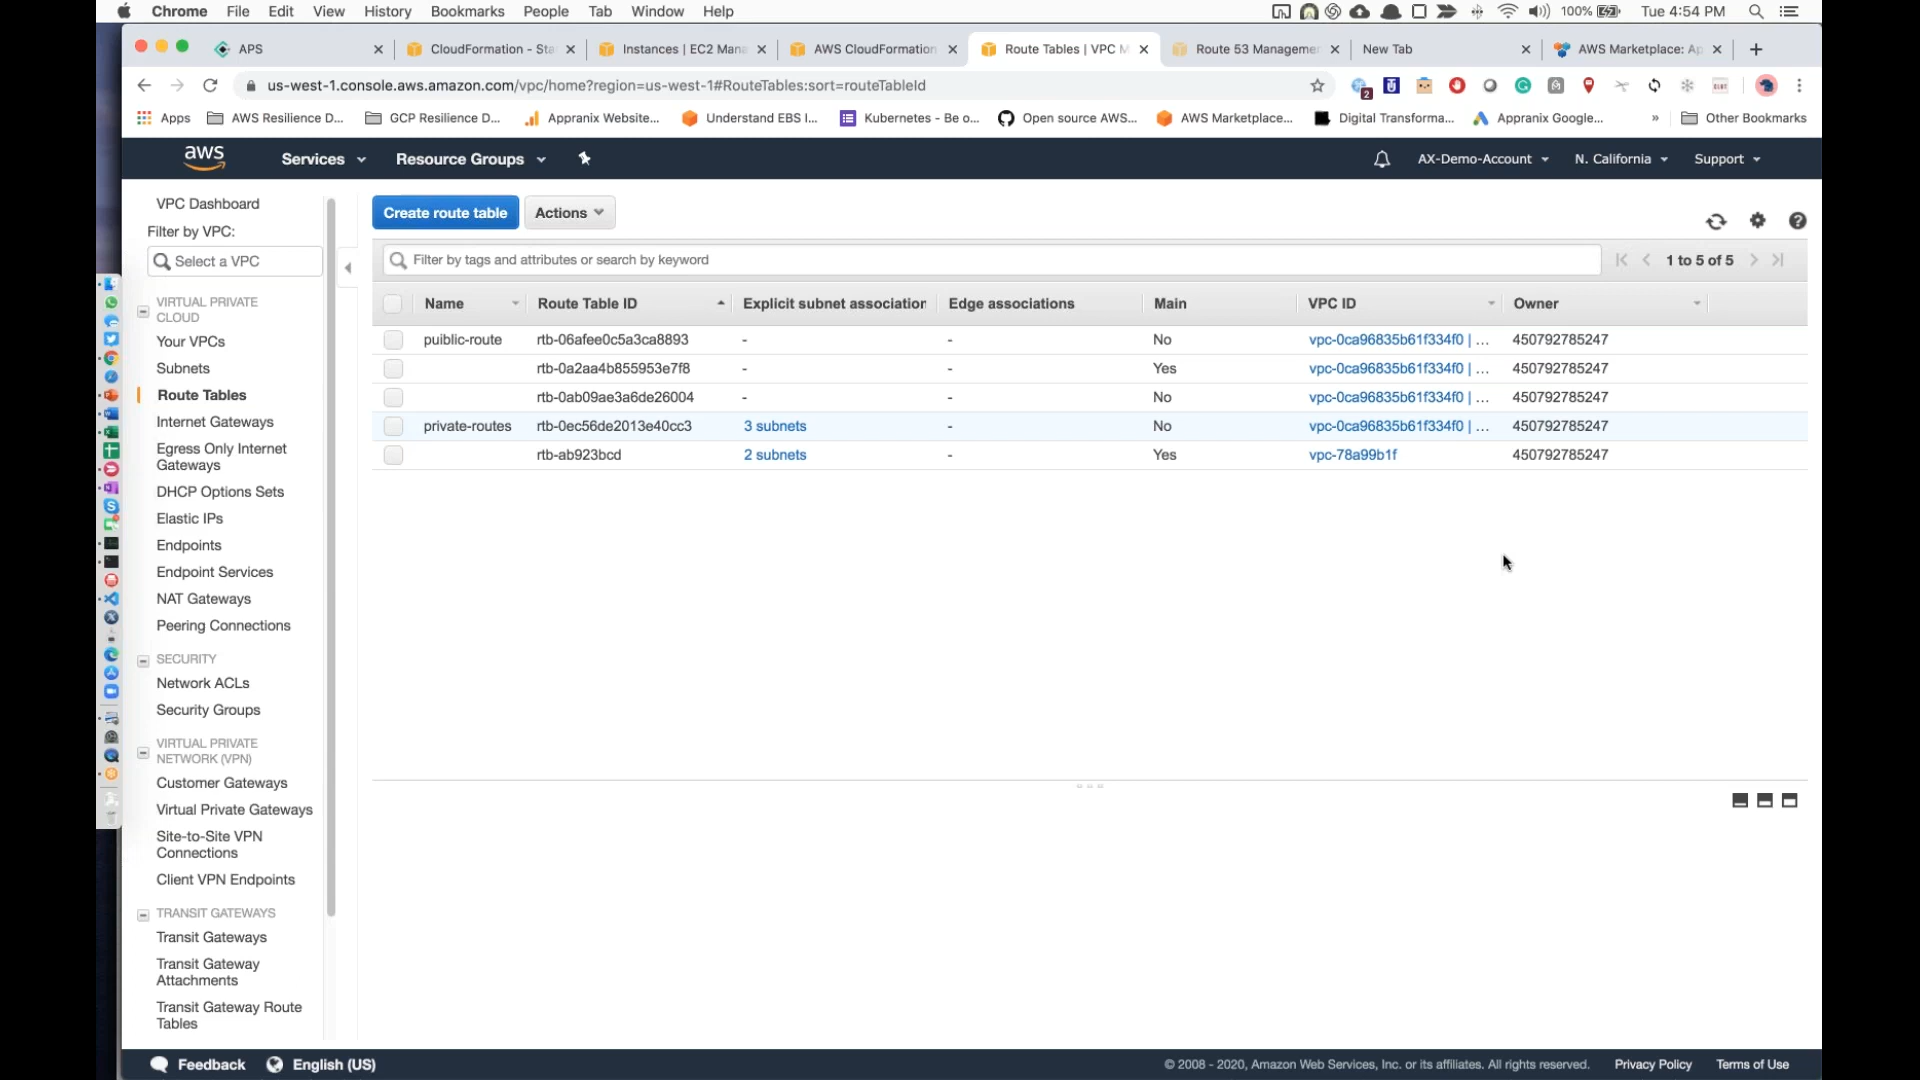 Chrome File Edit View History Bookmarks People Tab Window Help 100% Tue 4:54 PM
APS CloudFormation - Sta Instances | EC2 Mana AWS CloudFormation Route Tables | VPC M Route 53 Manageme New Tab AWS Marketplace: Ap
us-west-1.console.aws.amazon.com/vpc/home?region=us-west-1#RouteTables:sort=routeTableId 2
Apps AWS Resilience D... GCP Resilience D... Appranix Website... Understand EBS I... Kubernetes - Be o... Open source AWS... AWS Marketplace... Digital Transforma... Appranix Google... » Other Bookmarks
aws Services Resource Groups AX-Demo-Account N. California Support
VPC Dashboard
Filter by VPC:
Select a VPC
VIRTUAL PRIVATE
CLOUD
Your VPCs
Subnets
Route Tables
Internet Gateways
Egress Only Internet
Gateways
DHCP Options Sets
Elastic IPs
Endpoints
Endpoint Services
NAT Gateways
Peering Connections
SECURITY
Network ACLs
Security Groups
VIRTUAL PRIVATE
NETWORK (VPN)
Customer Gateways
Virtual Private Gateways
Site-to-Site VPN
Connections
Client VPN Endpoints
TRANSIT GATEWAYS
Transit Gateways
Transit Gateway
Attachments
Transit Gateway Route
Tables
Create route table Actions
Filter by tags and attributes or search by keyword 1 to 5 of 5
Name Route Table ID Explicit subnet association Edge associations Main VPC ID Owner
puiblic-route rtb-06afee0c5a3ca8893 - - No vpc-0ca96835b61f334f0 | ... 450792785247
rtb-0a2aa4b855953e7f8 - - Yes vpc-0ca96835b61f334f0 | ... 450792785247
rtb-0ab09ae3a6de26004 - - No vpc-0ca96835b61f334f0 | ... 450792785247
private-routes rtb-0ec56de2013e40cc3 3 subnets - No vpc-0ca96835b61f334f0 | ... 450792785247
rtb-ab923bcd 2 subnets - Yes vpc-78a99b1f 450792785247
Feedback English (US) © 2008 - 2020, Amazon Web Services, Inc. or its affiliates. All rights reserved. Privacy Policy Terms of Use